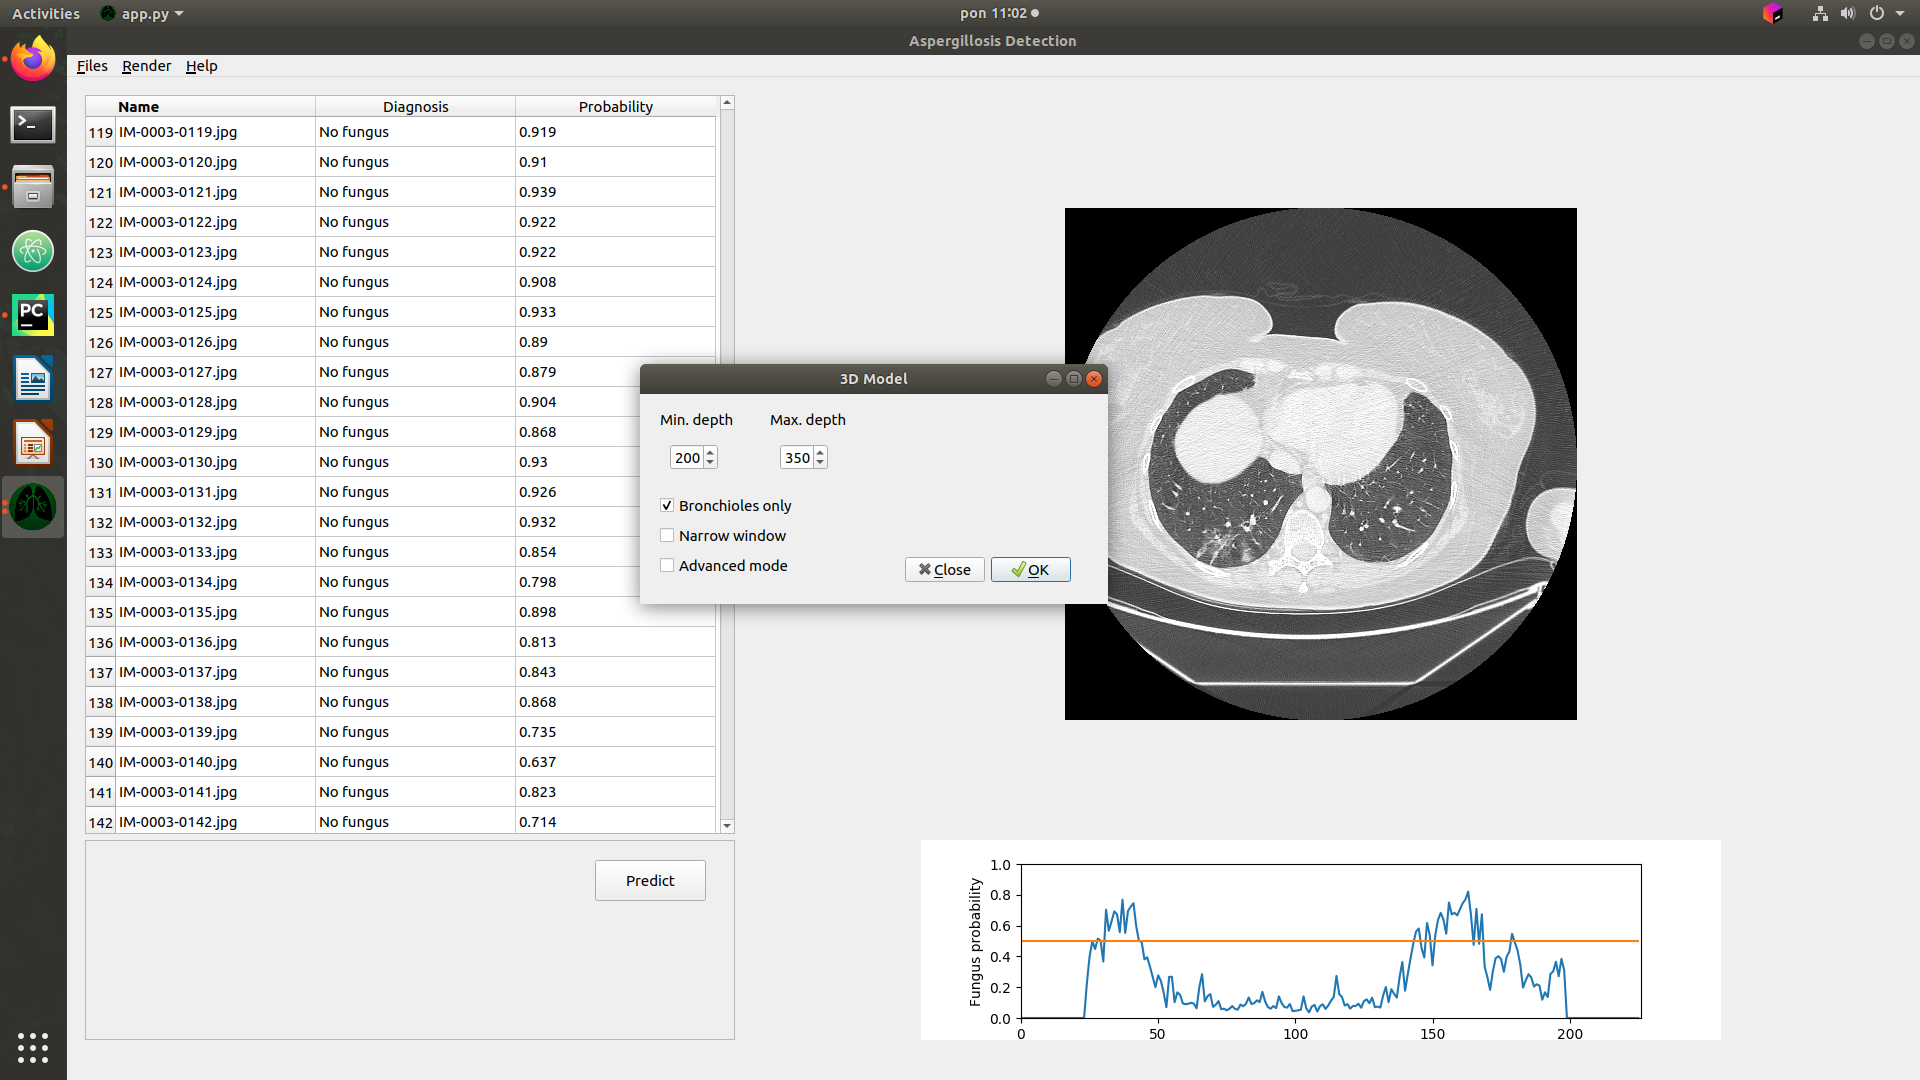 Activities app.py pon 11:02
Aspergillosis Detection
Files Render Help
Name Diagnosis Probability
119 IM-0003-0119.jpg No fungus 0.919
120 IM-0003-0120.jpg No fungus 0.91
121 IM-0003-0121.jpg No fungus 0.939
122 IM-0003-0122.jpg No fungus 0.922
123 IM-0003-0123.jpg No fungus 0.922
124 IM-0003-0124.jpg No fungus 0.908
125 IM-0003-0125.jpg No fungus 0.933
126 IM-0003-0126.jpg No fungus 0.89
127 IM-0003-0127.jpg No fungus 0.879
128 IM-0003-0128.jpg No fungus 0.904
129 IM-0003-0129.jpg No fungus 0.868
130 IM-0003-0130.jpg No fungus 0.93
131 IM-0003-0131.jpg No fungus 0.926
132 IM-0003-0132.jpg No fungus 0.932
133 IM-0003-0133.jpg No fungus 0.854
134 IM-0003-0134.jpg No fungus 0.798
135 IM-0003-0135.jpg No fungus 0.898
136 IM-0003-0136.jpg No fungus 0.813
137 IM-0003-0137.jpg No fungus 0.843
138 IM-0003-0138.jpg No fungus 0.868
139 IM-0003-0139.jpg No fungus 0.735
140 IM-0003-0140.jpg No fungus 0.637
141 IM-0003-0141.jpg No fungus 0.823
142 IM-0003-0142.jpg No fungus 0.714
Predict
3D Model
Min. depth Max. depth
200 350
Bronchioles only
Narrow window
Advanced mode
Close OK
PC
Fungus probability
1.0
0.8
0.6
0.4
0.2
0.0
0 50 100 150 200